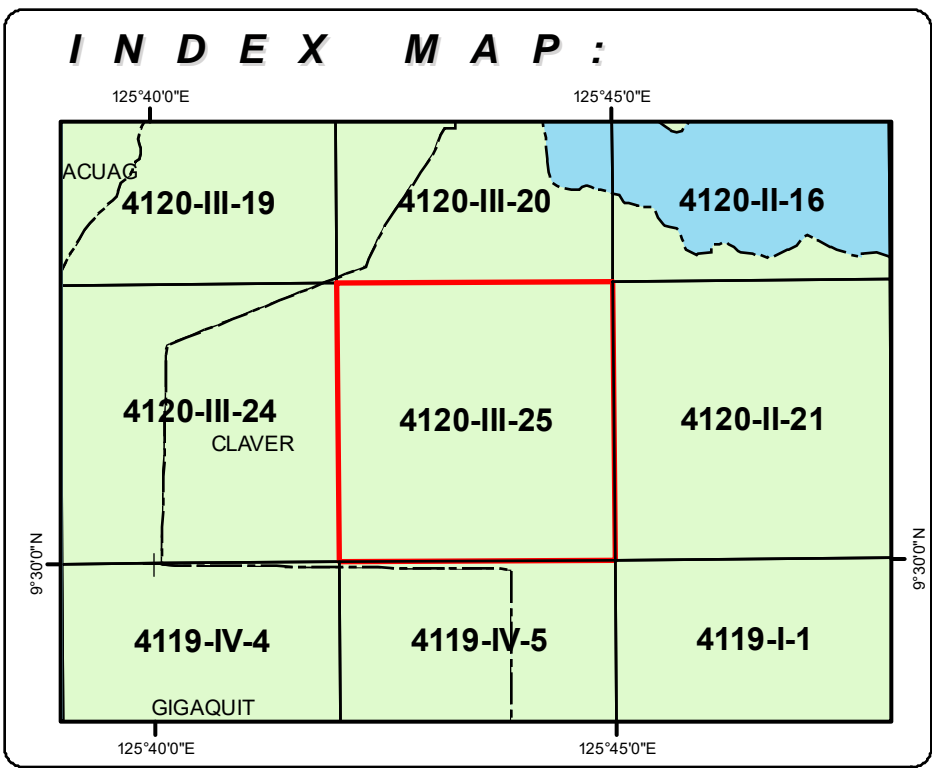 INDEX MAP:
125°40'0"E 125°45'0"E
ACUAG
4120-III-19 4120-III-20 4120-II-16
4120-III-24 4120-III-25 4120-II-21
CLAVER
9°30'0"N 9°30'0"N
4119-IV-4 4119-IV-5 4119-I-1
GIGAQUIT
125°40'0"E 125°45'0"E